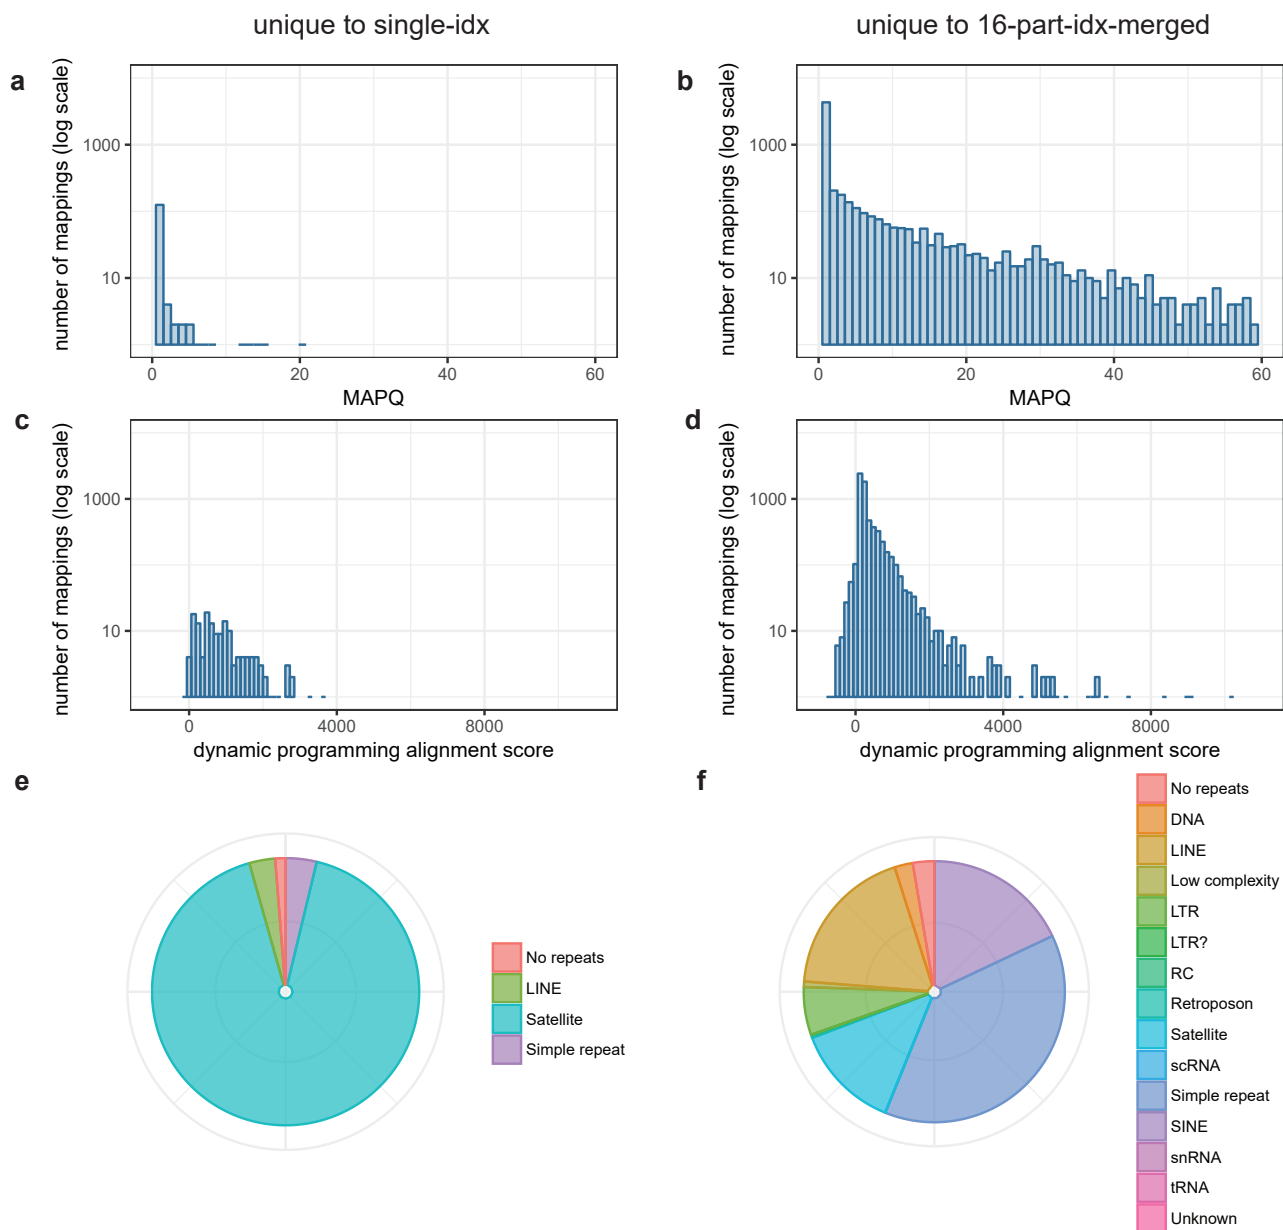 unique to single-idx
unique to 16-part-idx-merged
a
number of mappings (log scale)
1000
10
0
20
40
60
MAPQ
b
number of mappings (log scale)
1000
10
0
20
40
60
MAPQ
c
number of mappings (log scale)
1000
10
0
4000
8000
dynamic programming alignment score
d
number of mappings (log scale)
1000
10
0
4000
8000
dynamic programming alignment score
e
No repeats
LINE
Satellite
Simple repeat
f
No repeats
DNA
LINE
Low complexity
LTR
LTR?
RC
Retroposon
Satellite
scRNA
Simple repeat
SINE
snRNA
tRNA
Unknown